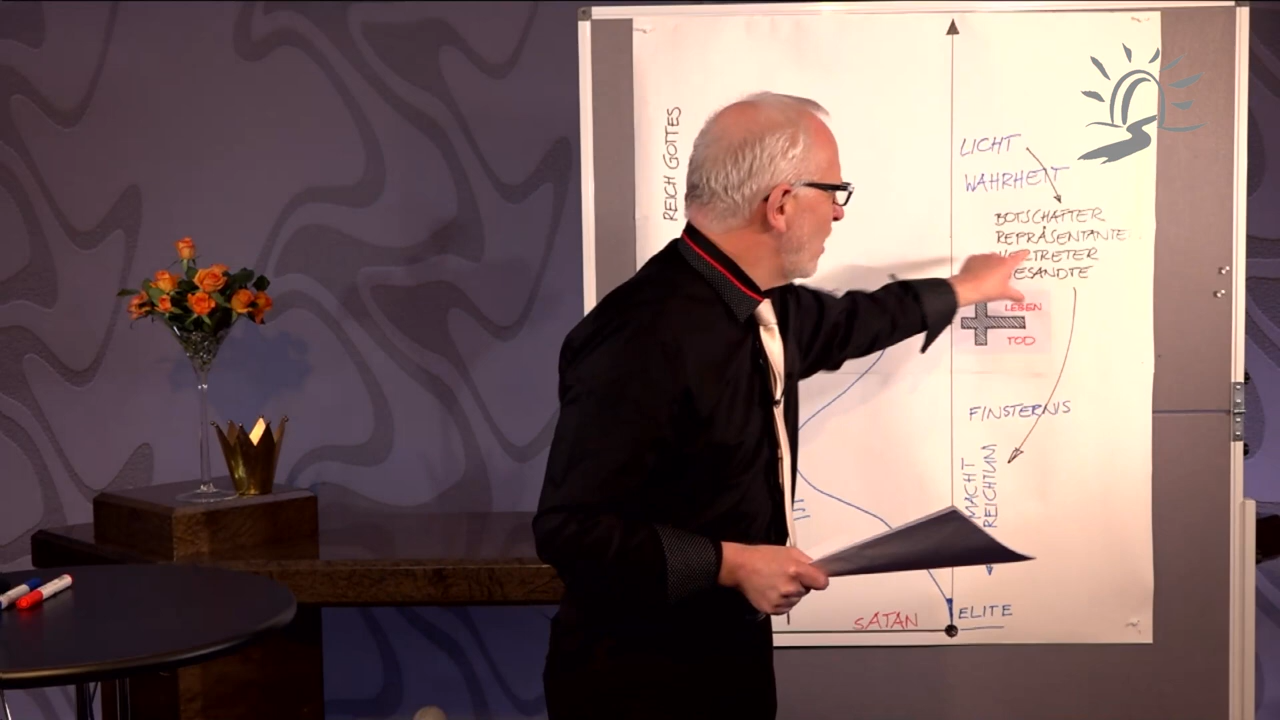 REICH GOTTES
LICHT
WAHRHEIT
BOTSCHAFTER
REPRÄSENTANTE
LEBEN
TOD
FINSTERNIS
MACHT
REICHTUM
SATAN
ELITE